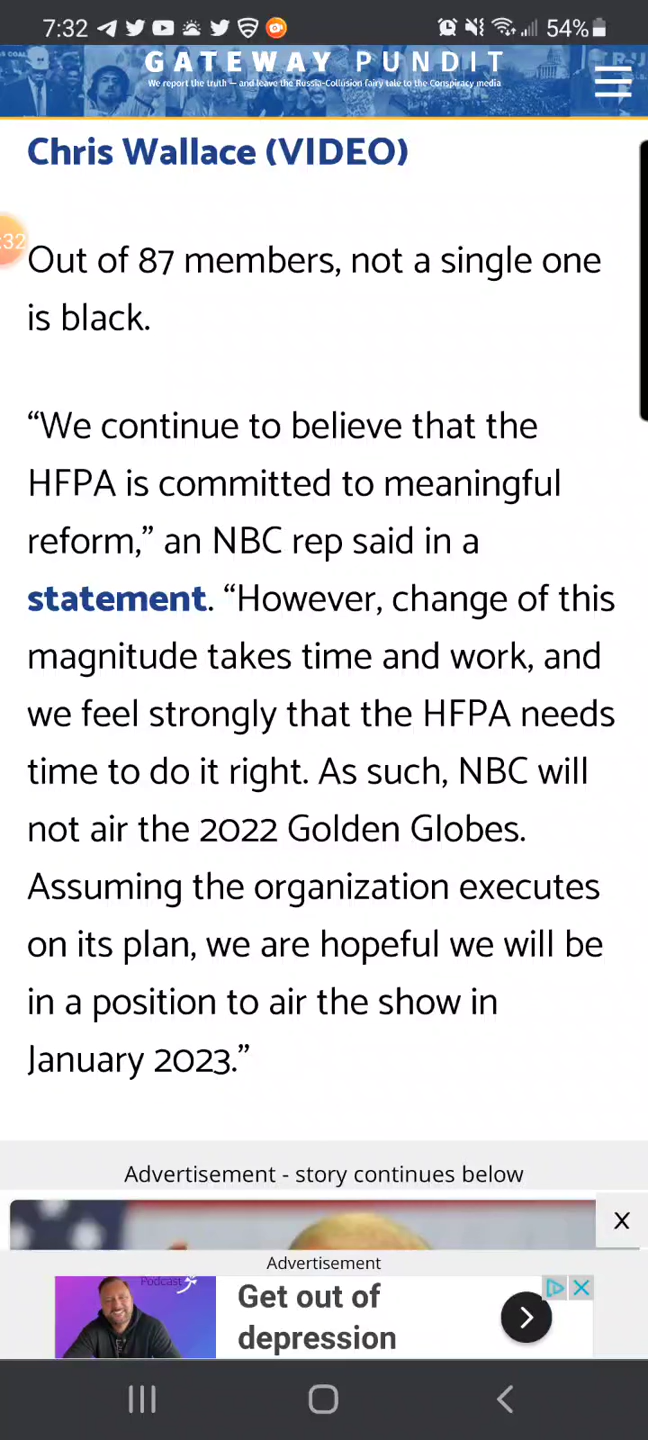 7:32
54%
GATEWAY PUNDIT
We report the truth — and leave the Russia-Collusion fairy tale to the Conspiracy media
Chris Wallace (VIDEO)
:32
Out of 87 members, not a single one
is black.
“We continue to believe that the
HFPA is committed to meaningful
reform,” an NBC rep said in a
statement. “However, change of this
magnitude takes time and work, and
we feel strongly that the HFPA needs
time to do it right. As such, NBC will
not air the 2022 Golden Globes.
Assuming the organization executes
on its plan, we are hopeful we will be
in a position to air the show in
January 2023.”
Advertisement - story continues below
X
Advertisement
Podcast
Get out of
depression